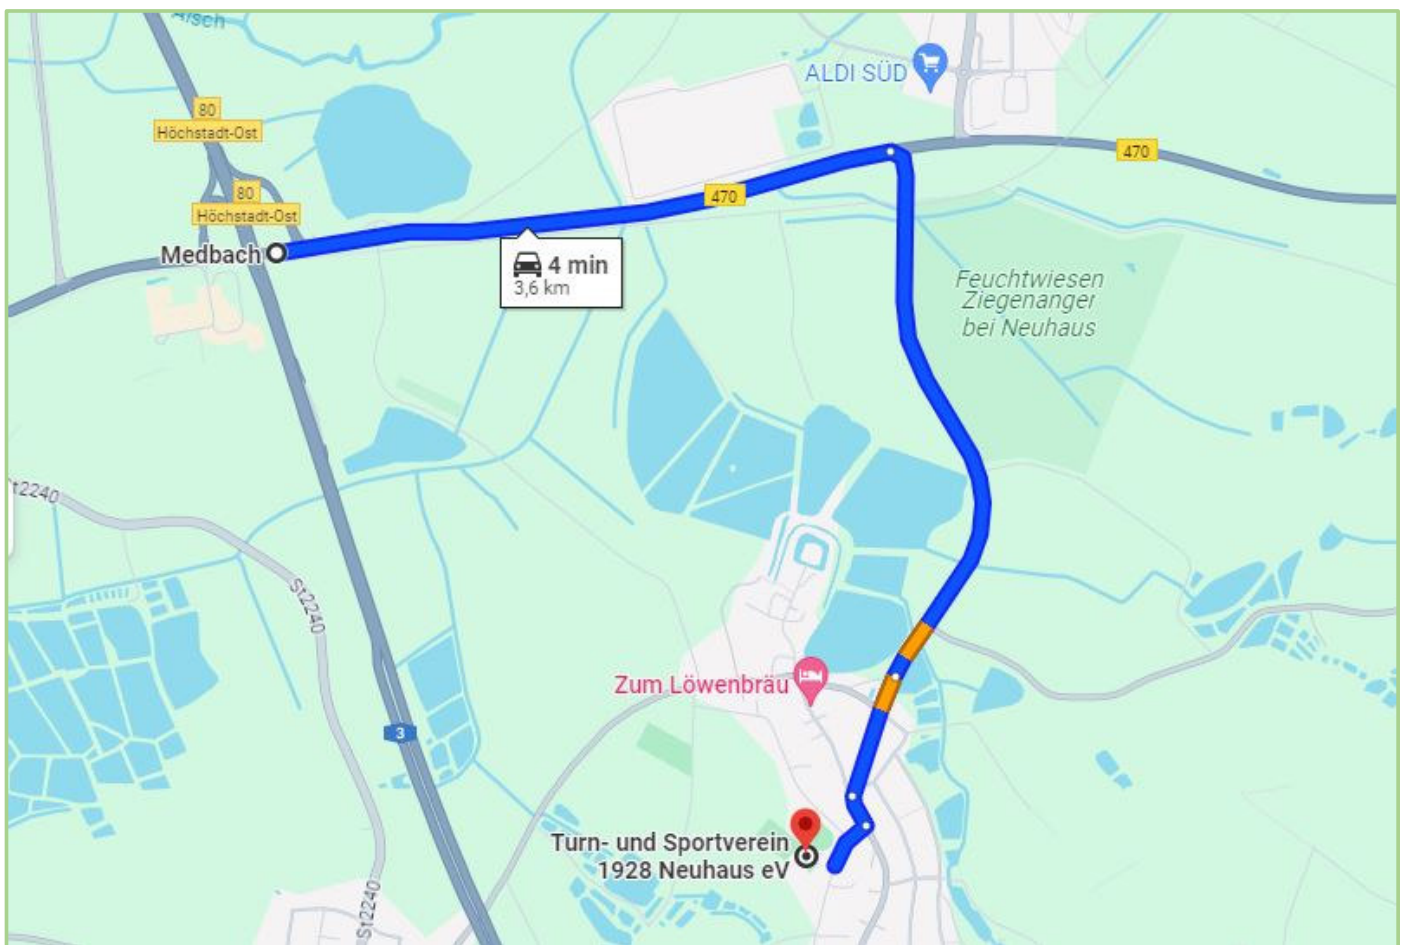 Aisch
ALDI SÜD
80
Höchstadt-Ost
470
80
470
Höchstadt-Ost
Medbach
4 min
3,6 km
Feuchtwiesen
Ziegenanger
bei Neuhaus
St2240
St2240
Zum Löwenbräu
3
Turn- und Sportverein
1928 Neuhaus eV
St2240